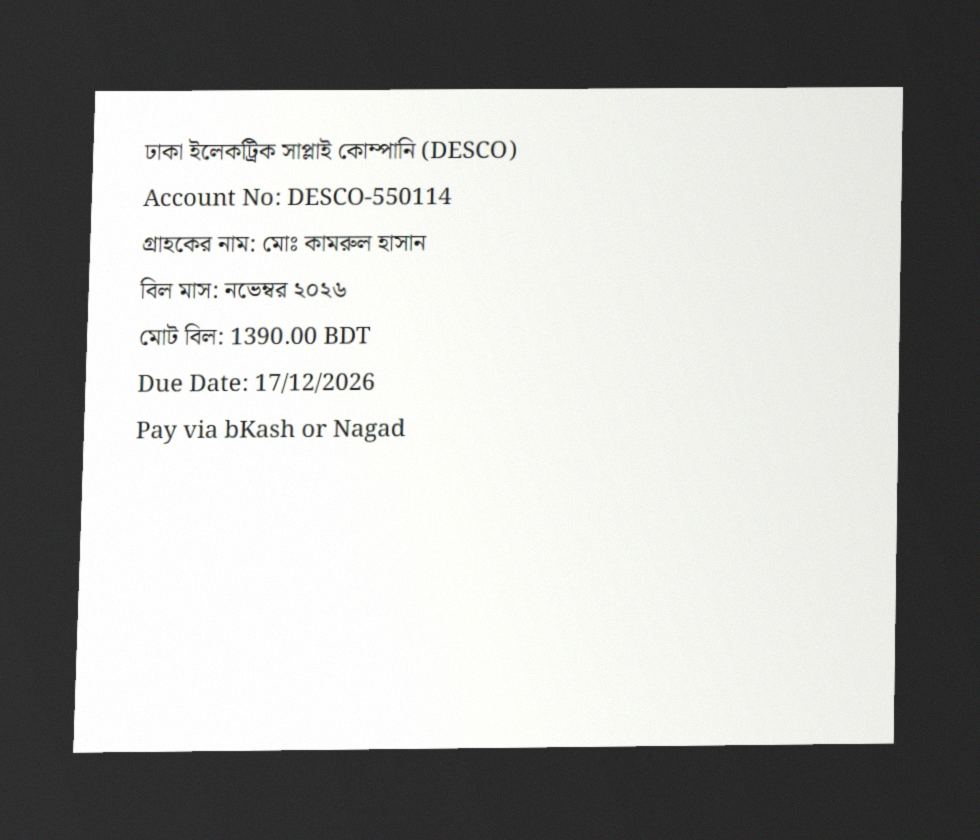 ঢাকা ইলেকট্রিক সাপ্লাই কোম্পানি (DESCO)
Account No: DESCO-550114
গ্রাহকের নাম: মোঃ কামরুল হাসান
বিল মাস: নভেম্বর ২০২৬
মোট বিল: 1390.00 BDT
Due Date: 17/12/2026
Pay via bKash or Nagad